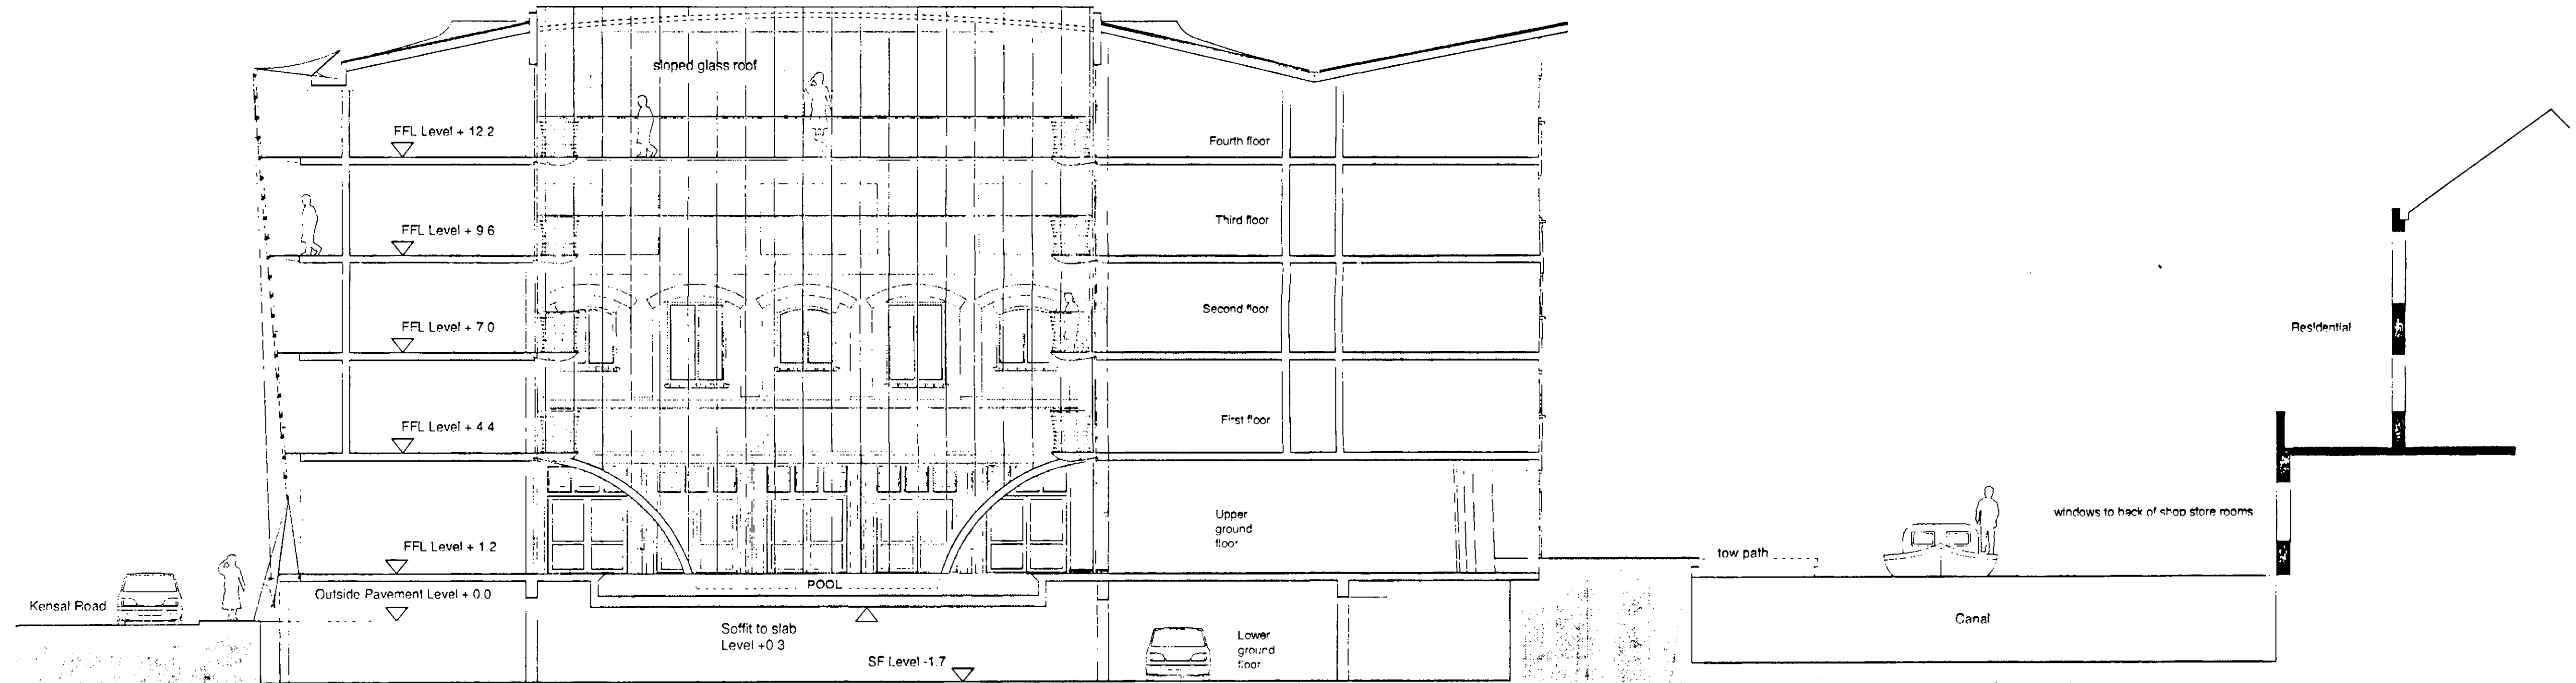 sloped glass roof
FFL Level + 12.2
Fourth floor
FFL Level + 9 6
Third floor
FFL Level + 7.0
Second floor
Residential
FFL Level + 4.4
First floor
Upper
ground
floor
windows to back of shop store rooms
FFL Level + 1.2
tow path
POOL
Outside Pavement Level + 0.0
Kensal Road
Canal
Soffit to slab
Level +0 3
Lower
ground
floor
SF Level -1.7